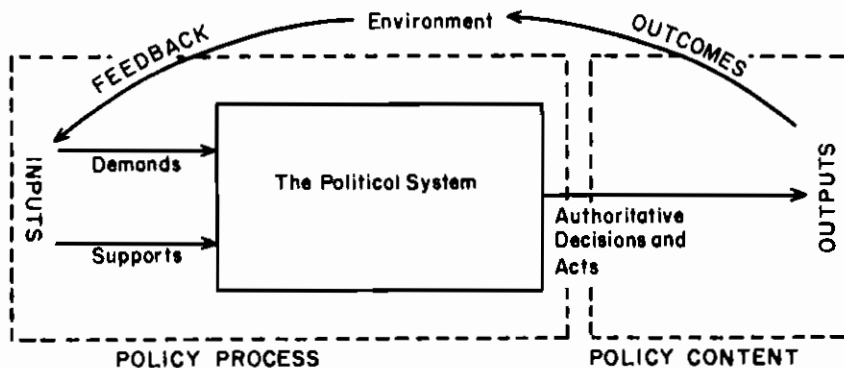 Environment
FEEDBACK
OUTCOMES
INPUTS
Demands
The Political System
Supports
Authoritative
Decisions and
Acts
OUTPUTS
POLICY PROCESS
POLICY CONTENT